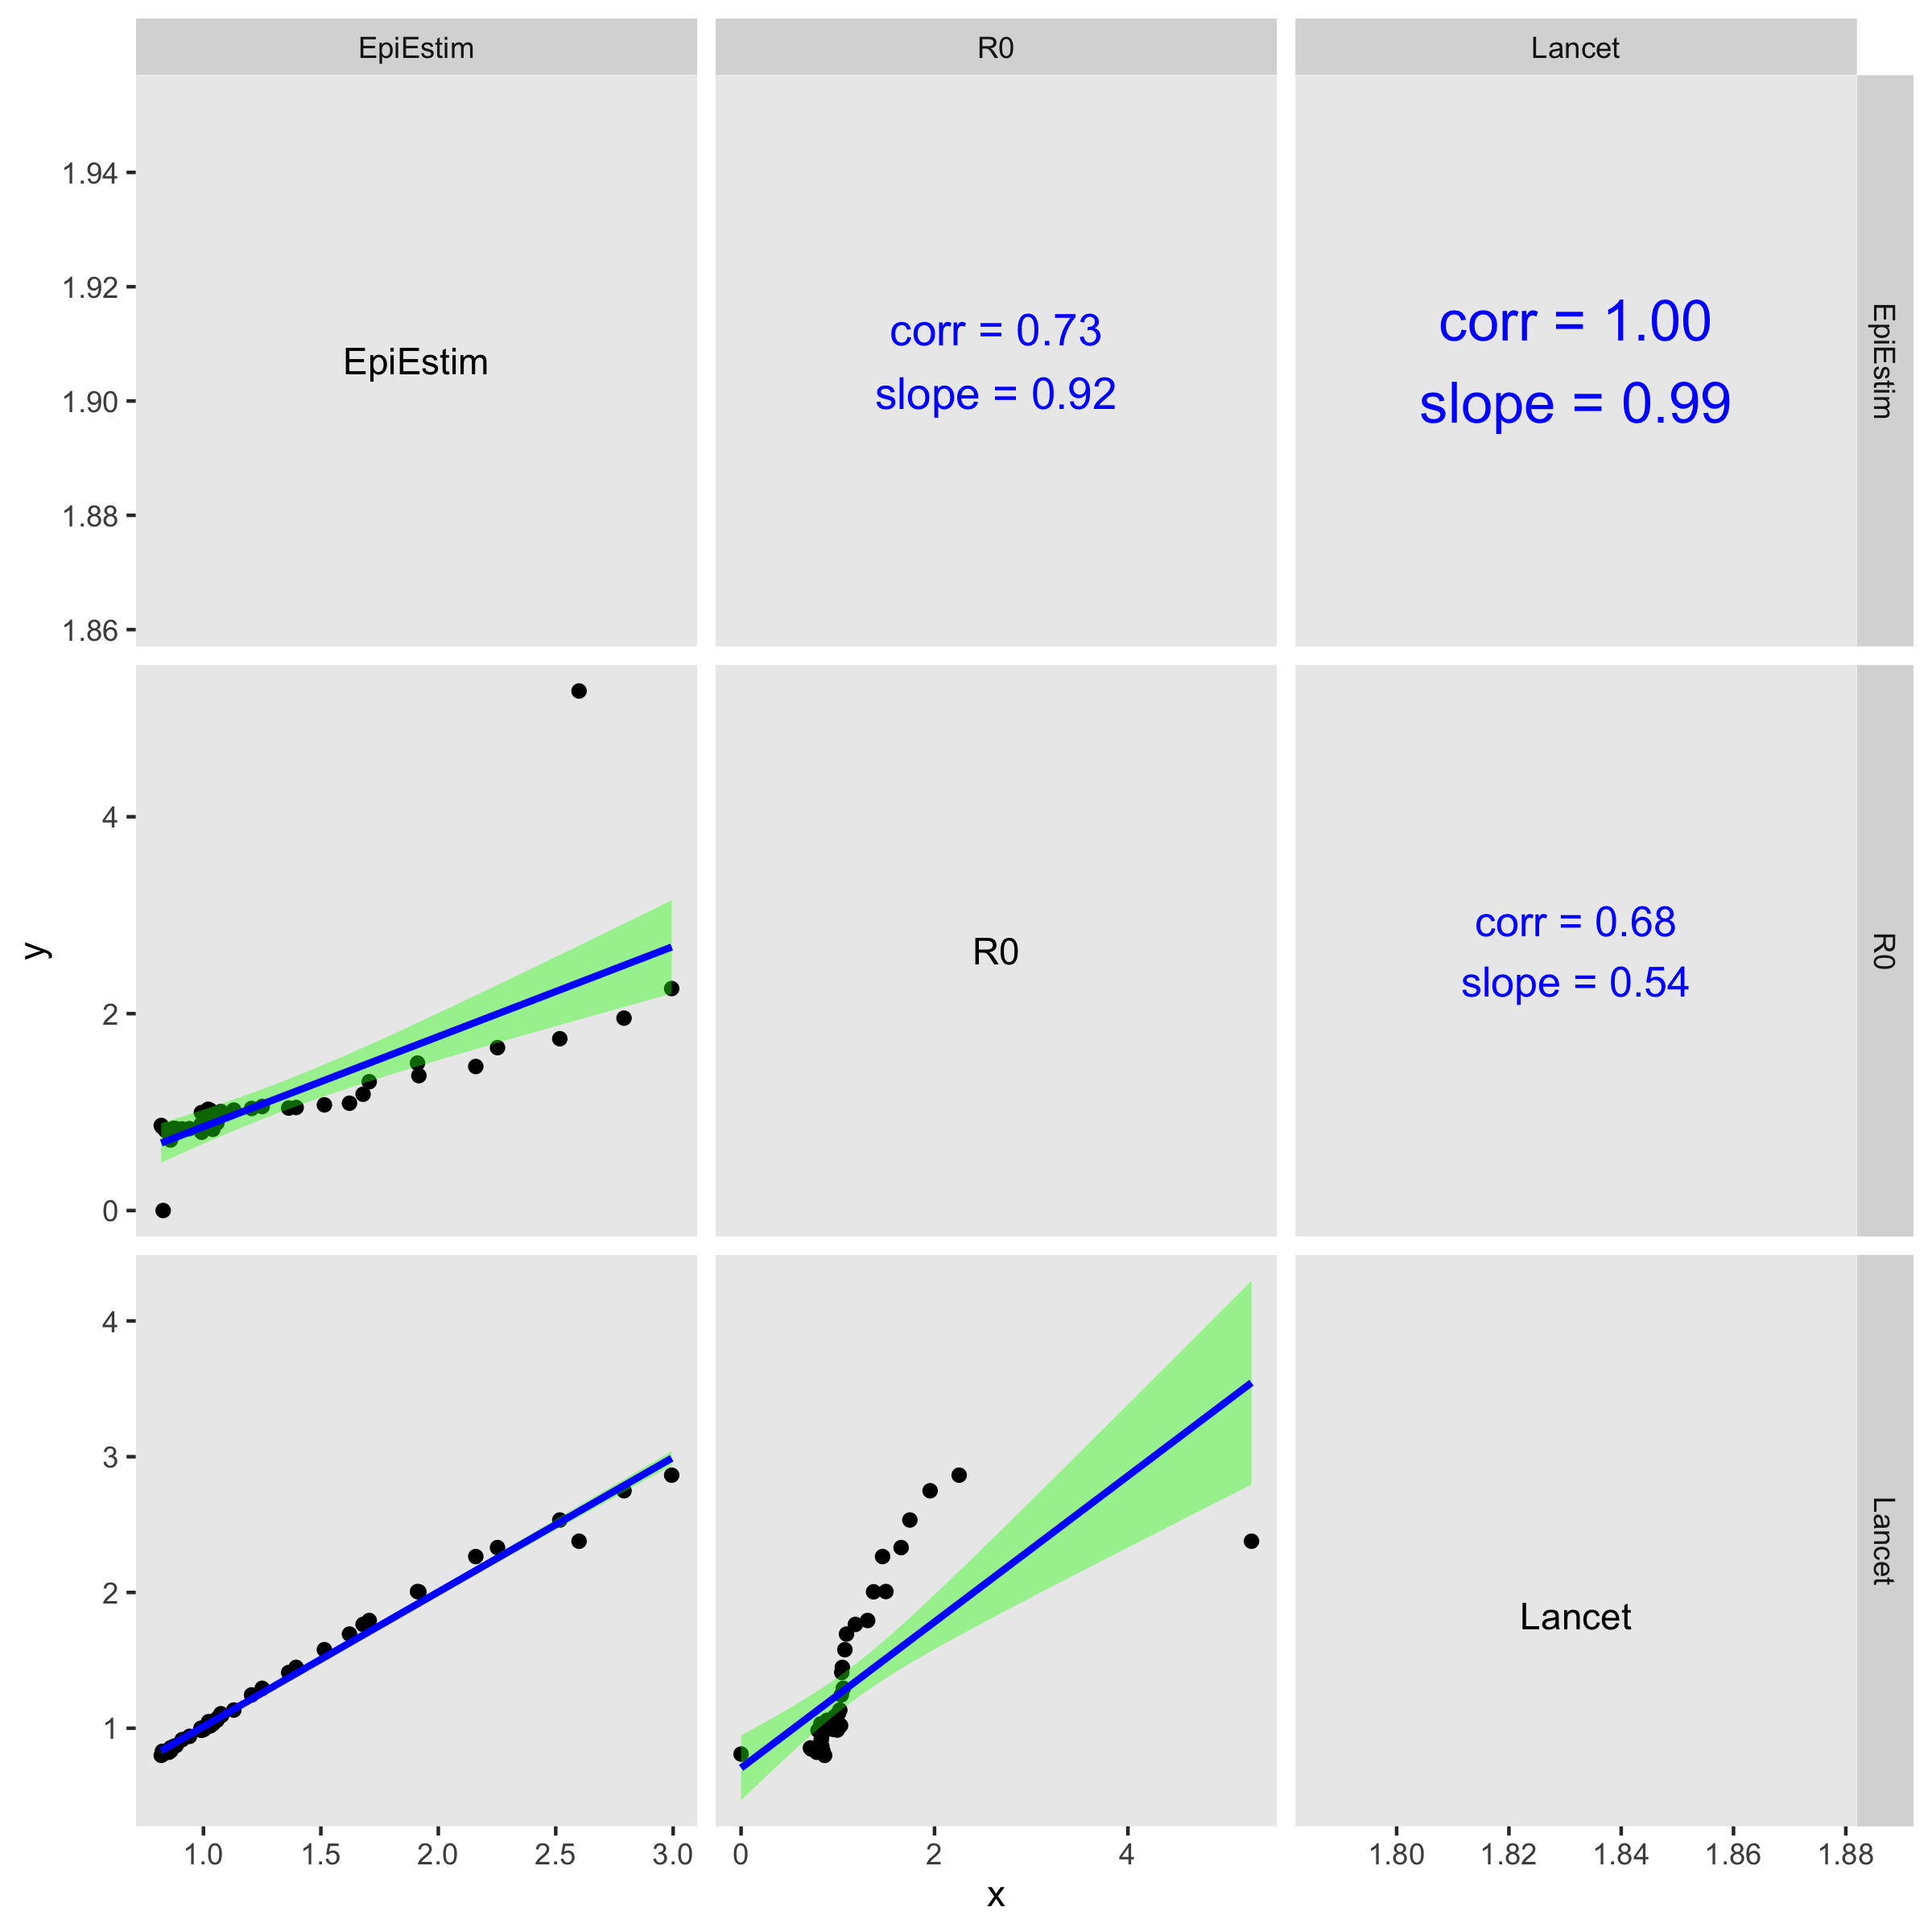 EpiEstim
R0
Lancet
1.94
1.92
1.90
1.88
1.86
EpiEstim
corr = 0.73
slope = 0.92
corr = 1.00
slope = 0.99
EpiEstim
y
4
2
0
R0
corr = 0.68
slope = 0.54
R0
4
3
2
1
Lancet
Lancet
1.0 1.5 2.0 2.5 3.0
0 2 4
1.80 1.82 1.84 1.86 1.88
x